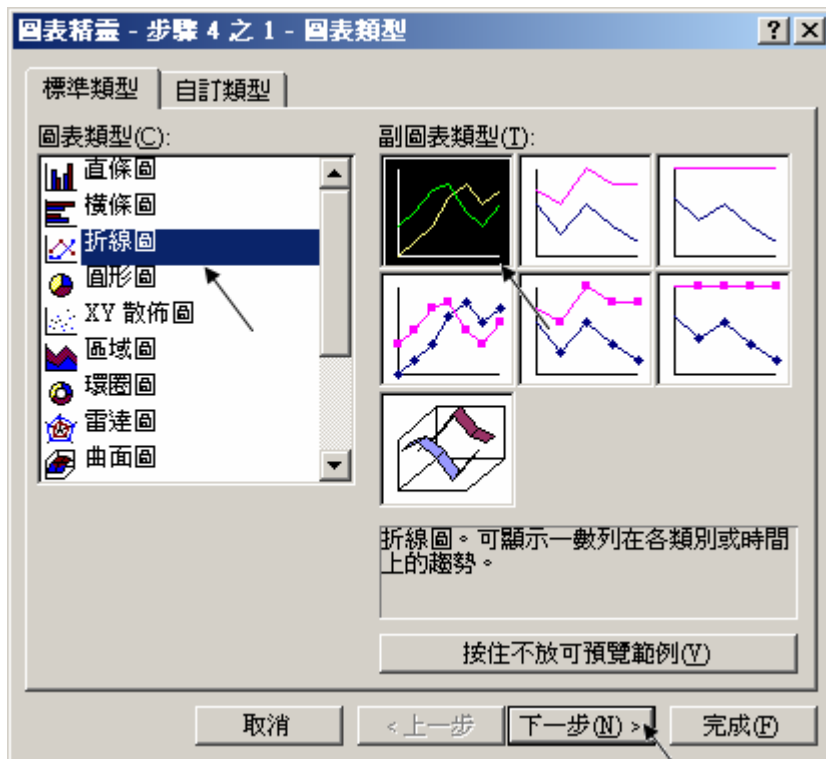 圖表精靈 - 步驟 4 之 1 - 圖表類型
標準類型
自訂類型
圖表類型(C):
直條圖
橫條圖
折線圖
圓形圖
XY 散佈圖
區域圖
環圈圖
雷達圖
曲面圖
副圖表類型(T):
折線圖。可顯示一數列在各類別或時間
上的趨勢。
按住不放可預覽範例(V)
取消
<上一步
下一步(N) >
完成(F)